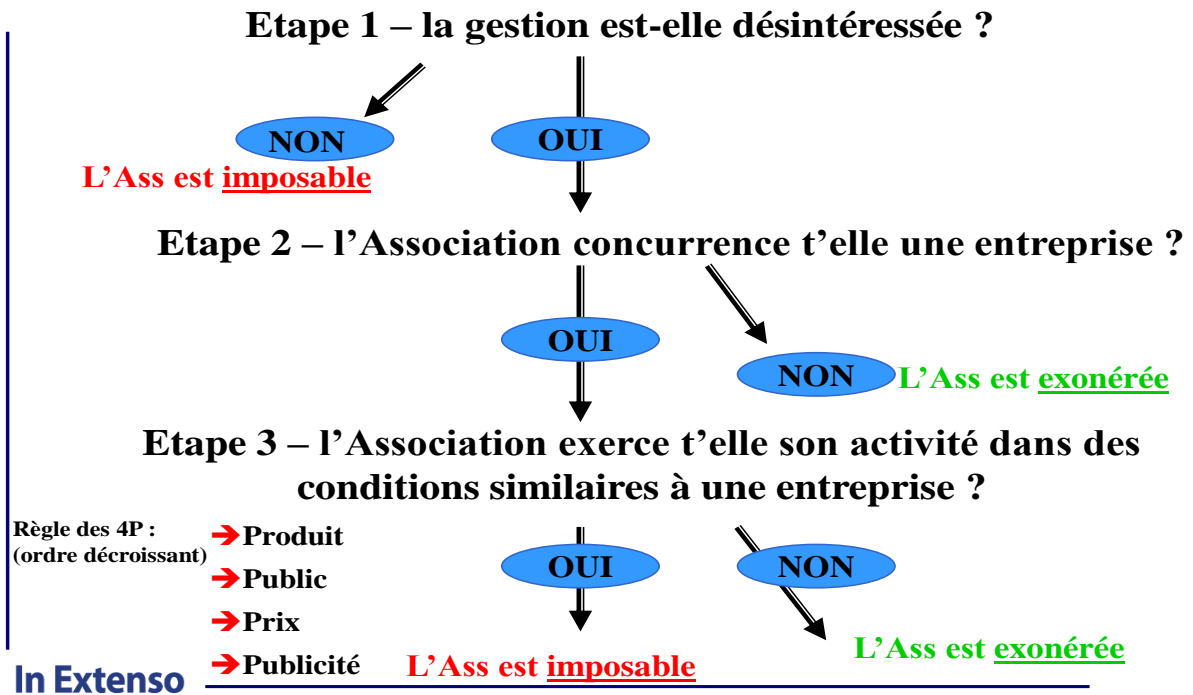 Etape 1 – la gestion est-elle désintéressée ?
NON
OUI
L’Ass est imposable
Etape 2 – l’Association concurrence t’elle une entreprise ?
OUI
NON
L’Ass est exonérée
Etape 3 – l’Association exerce t’elle son activité dans des
conditions similaires à une entreprise ?
Règle des 4P :
(ordre décroissant)
Produit
Public
Prix
Publicité
OUI
NON
L’Ass est imposable
L’Ass est exonérée
In Extenso